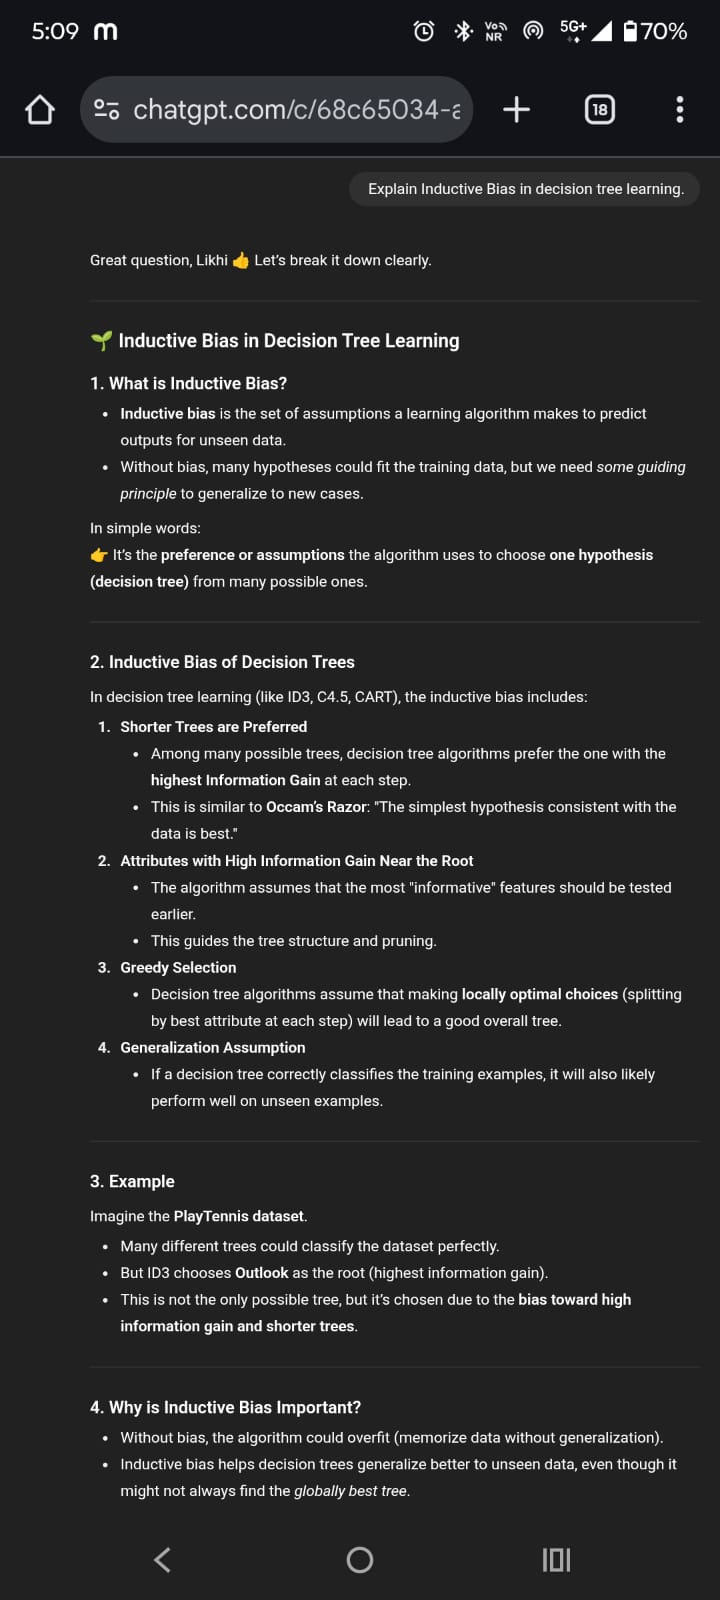 5:09 m Vo NR 5G+ 70%
chatgpt.com/c/68c65034-a
18
Explain Inductive Bias in decision tree learning.
Great question, Likhi 👍 Let's break it down clearly.
🌱 Inductive Bias in Decision Tree Learning
1. What is Inductive Bias?
• Inductive bias is the set of assumptions a learning algorithm makes to predict
outputs for unseen data.
• Without bias, many hypotheses could fit the training data, but we need some guiding
principle to generalize to new cases.
In simple words:
👉 It's the preference or assumptions the algorithm uses to choose one hypothesis
(decision tree) from many possible ones.
2. Inductive Bias of Decision Trees
In decision tree learning (like ID3, C4.5, CART), the inductive bias includes:
1. Shorter Trees are Preferred
• Among many possible trees, decision tree algorithms prefer the one with the
highest Information Gain at each step.
• This is similar to Occam's Razor: "The simplest hypothesis consistent with the
data is best."
2. Attributes with High Information Gain Near the Root
• The algorithm assumes that the most "informative" features should be tested
earlier.
• This guides the tree structure and pruning.
3. Greedy Selection
• Decision tree algorithms assume that making locally optimal choices (splitting
by best attribute at each step) will lead to a good overall tree.
4. Generalization Assumption
• If a decision tree correctly classifies the training examples, it will also likely
perform well on unseen examples.
3. Example
Imagine the PlayTennis dataset.
• Many different trees could classify the dataset perfectly.
• But ID3 chooses Outlook as the root (highest information gain).
• This is not the only possible tree, but it's chosen due to the bias toward high
information gain and shorter trees.
4. Why is Inductive Bias Important?
• Without bias, the algorithm could overfit (memorize data without generalization).
• Inductive bias helps decision trees generalize better to unseen data, even though it
might not always find the globally best tree.